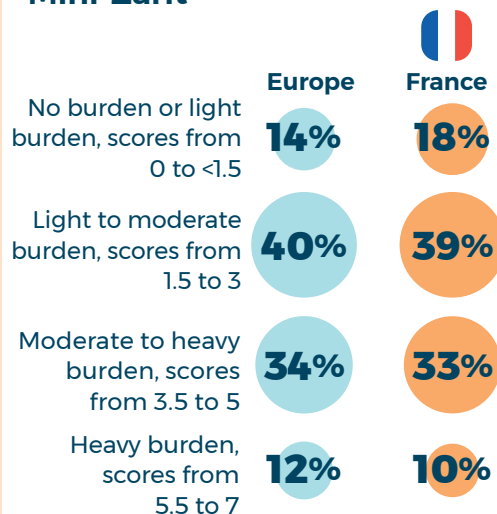 Europe France
No burden or light
burden, scores from
0 to <1.5
14% 18%
Light to moderate
burden, scores from
1.5 to 3
40% 39%
Moderate to heavy
burden, scores
from 3.5 to 5
34% 33%
Heavy burden,
scores from
5.5 to 7
12% 10%